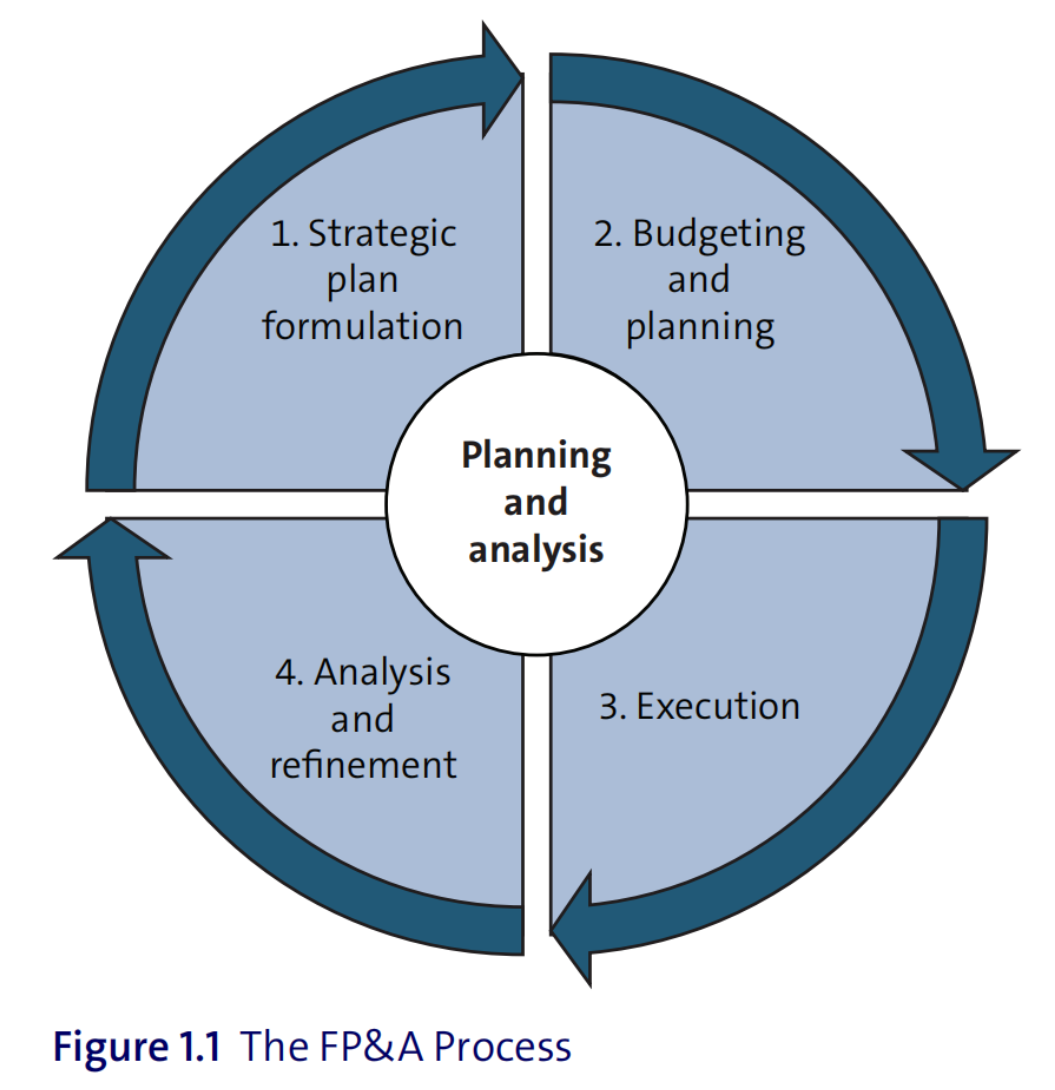 1. Strategic
plan
formulation
2. Budgeting
and
planning
Planning
and
analysis
4. Analysis
and
refinement
3. Execution
Figure 1.1 The FP&A Process